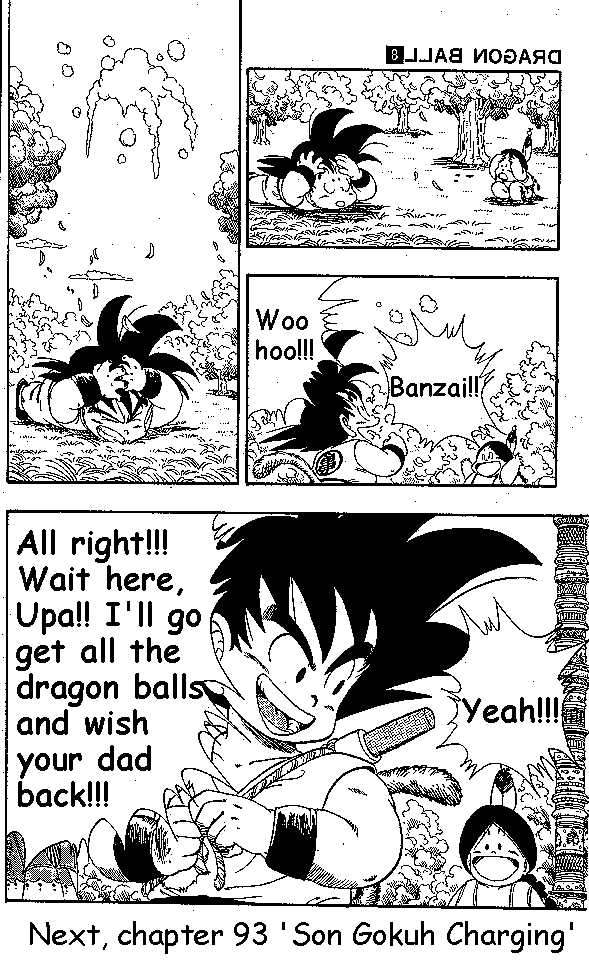 DRAGON BALL 8
Woo
hoo!!!
Banzai!!
All right!!!
Wait here,
Upa!! I'll go
get all the
dragon balls
and wish
your dad
back!!!
Yeah!!!
Next, chapter 93 'Son Gokuh Charging'